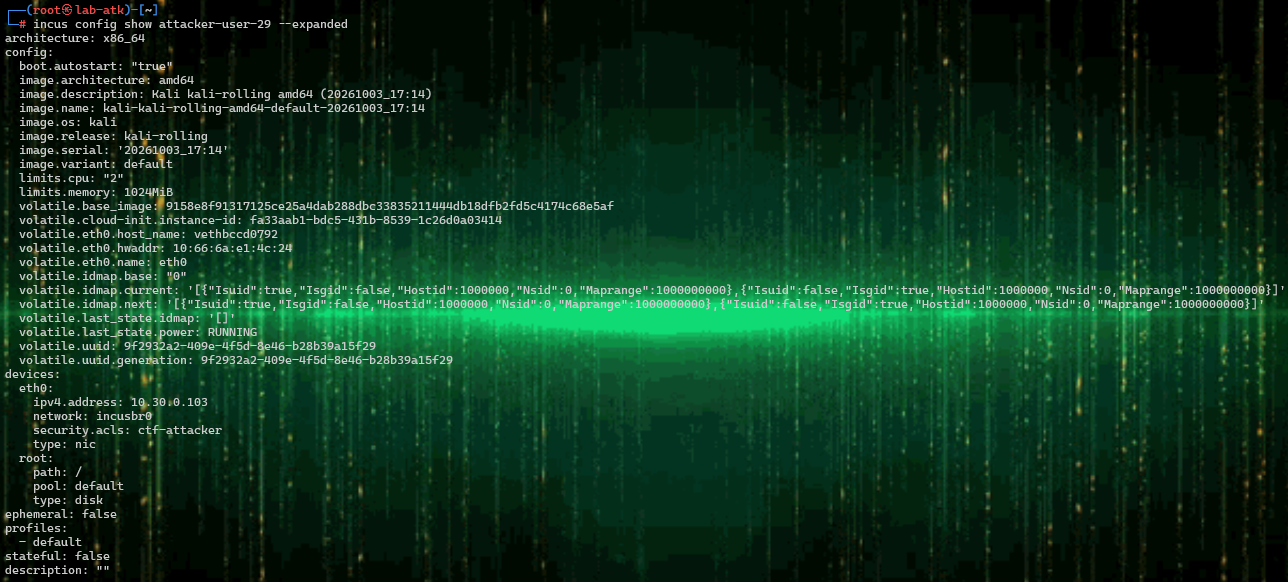 ┌──(root㉿lab-atk)-[~]
└─# incus config show attacker-user-29 --expanded
architecture: x86_64
config:
  boot.autostart: "true"
  image.architecture: amd64
  image.description: Kali kali-rolling amd64 (20261003_17:14)
  image.name: kali-kali-rolling-amd64-default-20261003_17:14
  image.os: kali
  image.release: kali-rolling
  image.serial: '20261003_17:14'
  image.variant: default
  limits.cpu: "2"
  limits.memory: 1024MiB
  volatile.base_image: 9158e8f91317125ce25a4dab288dbc33835211444db18dfb2fd5c4174c68e5af
  volatile.cloud-init.instance-id: fa33aab1-bdc5-431b-8539-1c26d0a03414
  volatile.eth0.host_name: vethbccd0792
  volatile.eth0.hwaddr: 10:66:6a:e1:4c:24
  volatile.eth0.name: eth0
  volatile.idmap.base: "0"
  volatile.idmap.current: '[{"Isuid":true,"Isgid":false,"Hostid":1000000,"Nsid":0,"Maprange":1000000000},{"Isuid":false,"Isgid":true,"Hostid":1000000,"Nsid":0,"Maprange":1000000000}]'
  volatile.idmap.next: '[{"Isuid":true,"Isgid":false,"Hostid":1000000,"Nsid":0,"Maprange":1000000000},{"Isuid":false,"Isgid":true,"Hostid":1000000,"Nsid":0,"Maprange":1000000000}]'
  volatile.last_state.idmap: '[]'
  volatile.last_state.power: RUNNING
  volatile.uuid: 9f2932a2-409e-4f5d-8e46-b28b39a15f29
  volatile.uuid.generation: 9f2932a2-409e-4f5d-8e46-b28b39a15f29
devices:
  eth0:
    ipv4.address: 10.30.0.103
    network: incusbr0
    security.acls: ctf-attacker
    type: nic
  root:
    path: /
    pool: default
    type: disk
ephemeral: false
profiles:
  - default
stateful: false
description: ""